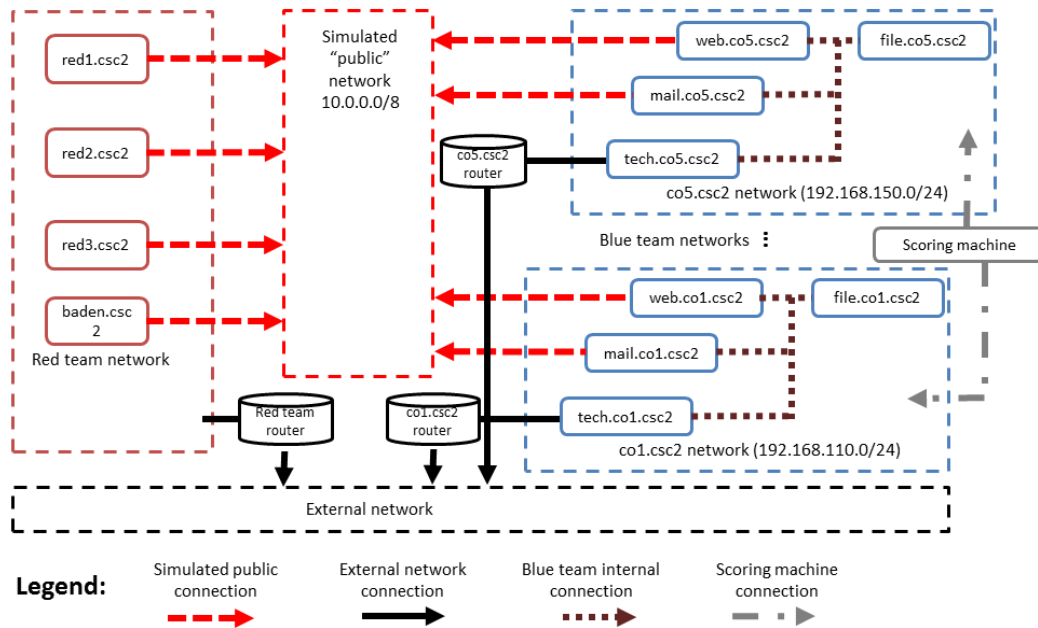 red1.csc2
red2.csc2
red3.csc2
baden.csc
2
Red team network
Simulated
“public”
network
10.0.0.0/8
web.co5.csc2
file.co5.csc2
mail.co5.csc2
co5.csc2
router
tech.co5.csc2
co5.csc2 network (192.168.150.0/24)
Blue team networks ⋮
Scoring machine
web.co1.csc2
file.co1.csc2
mail.co1.csc2
Red team
router
co1.csc2
router
tech.co1.csc2
co1.csc2 network (192.168.110.0/24)
External network
Legend:
Simulated public
connection
External network
connection
Blue team internal
connection
Scoring machine
connection